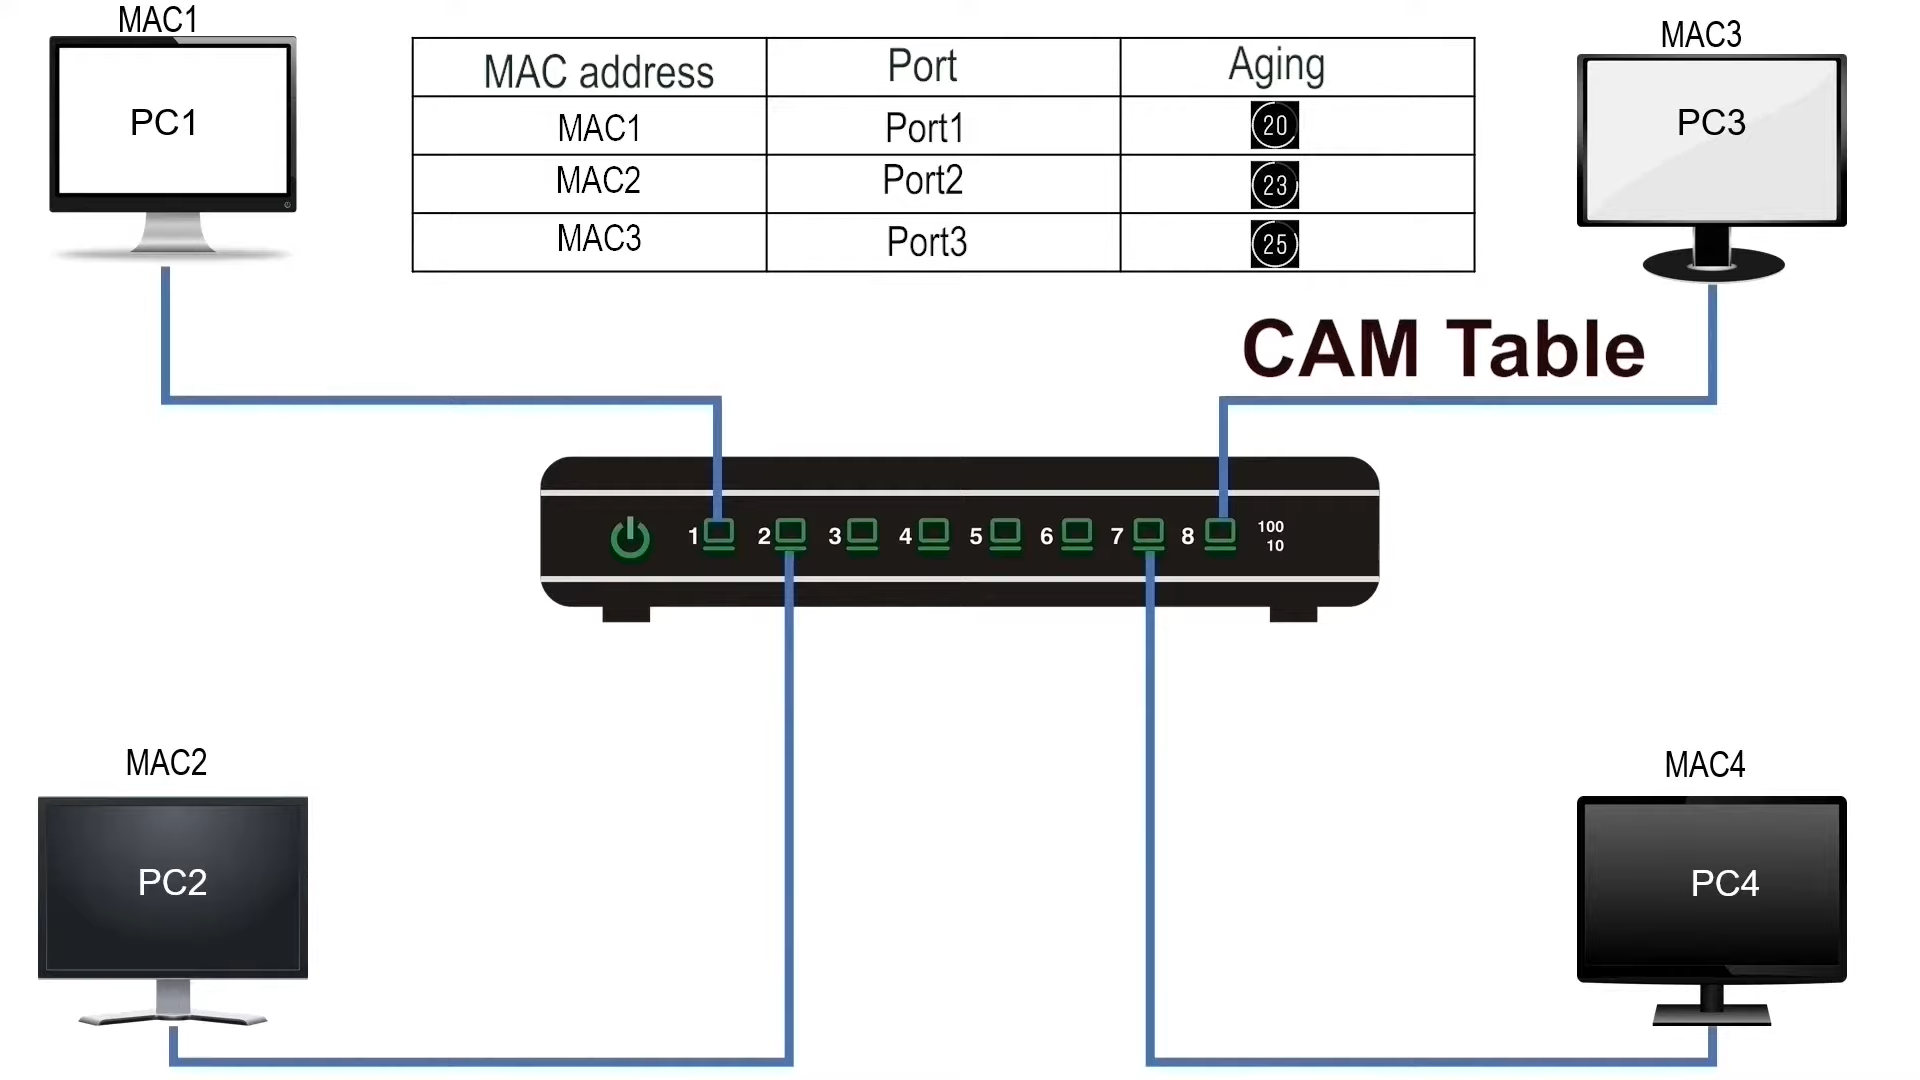 MAC1
PC1
MAC address Port Aging
MAC1 Port1 20
MAC2 Port2 23
MAC3 Port3 25
MAC3
PC3
CAM Table
1 2 3 4 5 6 7 8 100
10
MAC2
PC2
MAC4
PC4